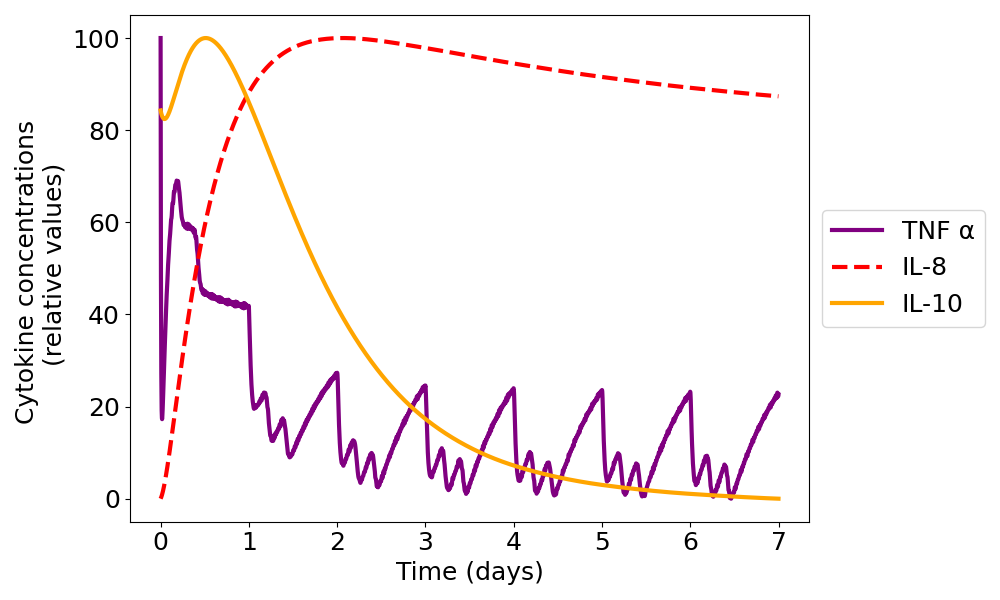 Cytokine concentrations
(relative values)
100
80
60
40
20
0
0 1 2 3 4 5 6 7
Time (days)
TNF α
IL-8
IL-10